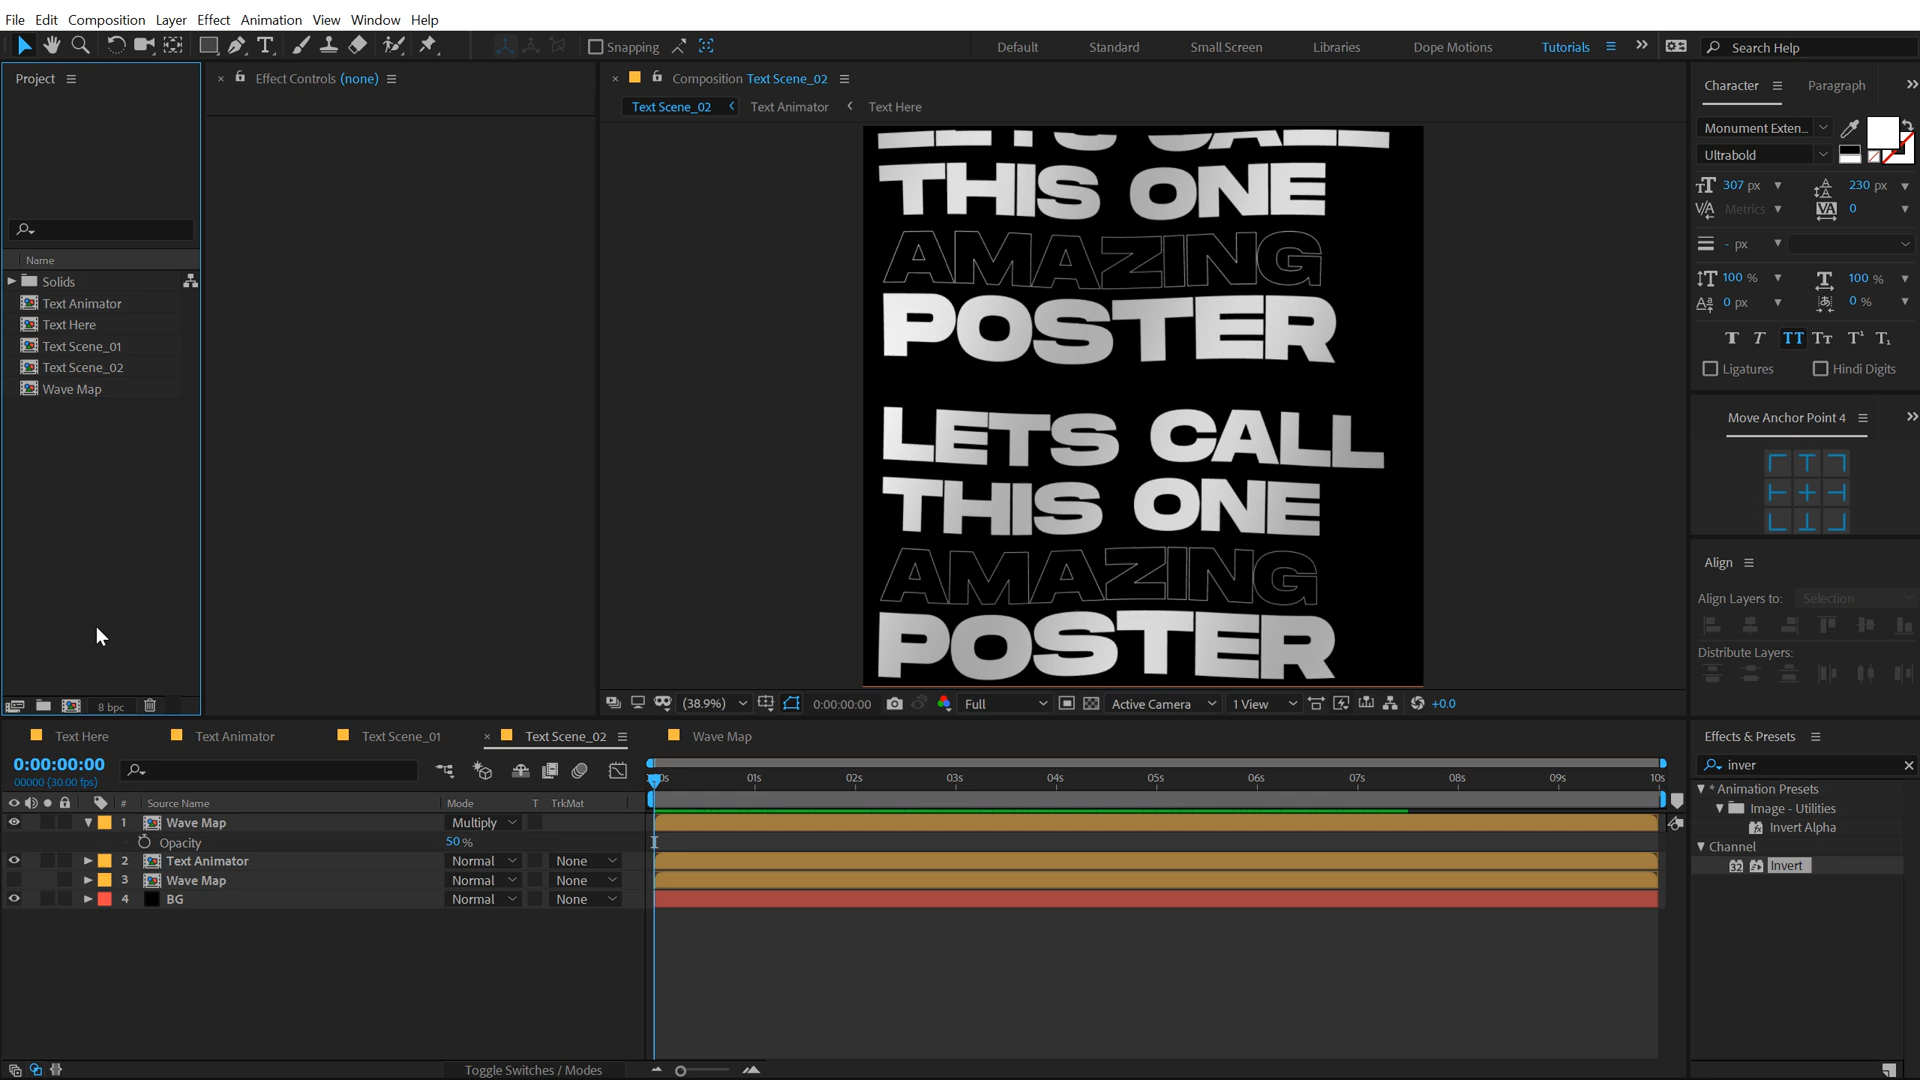 File Edit Composition Layer Effect Animation View Window Help
Snapping Default Standard Small Screen Libraries Dope Motions Tutorials Search Help
Project Effect Controls (none) Composition Text Scene_02 Character Paragraph
Text Scene_02 Text Animator Text Here
LETS CALL
THIS ONE
AMAZING
POSTER
LETS CALL
THIS ONE
AMAZING
POSTER
Name
Solids
Text Animator
Text Here
Text Scene_01
Text Scene_02
Wave Map
8 bpc
(38.9%) 0:00:00:00 Full Active Camera 1 View +0.0
Monument Exten...
Ultrabold
307 px 230 px
Metrics 0
- px
100 % 100 %
0 px 0 %
Ligatures Hindi Digits
Move Anchor Point 4
Align
Align Layers to: Selection
Distribute Layers:
Text Here Text Animator Text Scene_01 Text Scene_02 Wave Map
0:00:00:00
00000 (30.00 fps)
0s 01s 02s 03s 04s 05s 06s 07s 08s 09s 10s
# Source Name Mode T TrkMat
1 Wave Map Multiply
Opacity 50 %
2 Text Animator Normal None
3 Wave Map Normal None
4 BG Normal None
Toggle Switches / Modes
Effects & Presets
inver
* Animation Presets
Image - Utilities
Invert Alpha
Channel
32 Invert